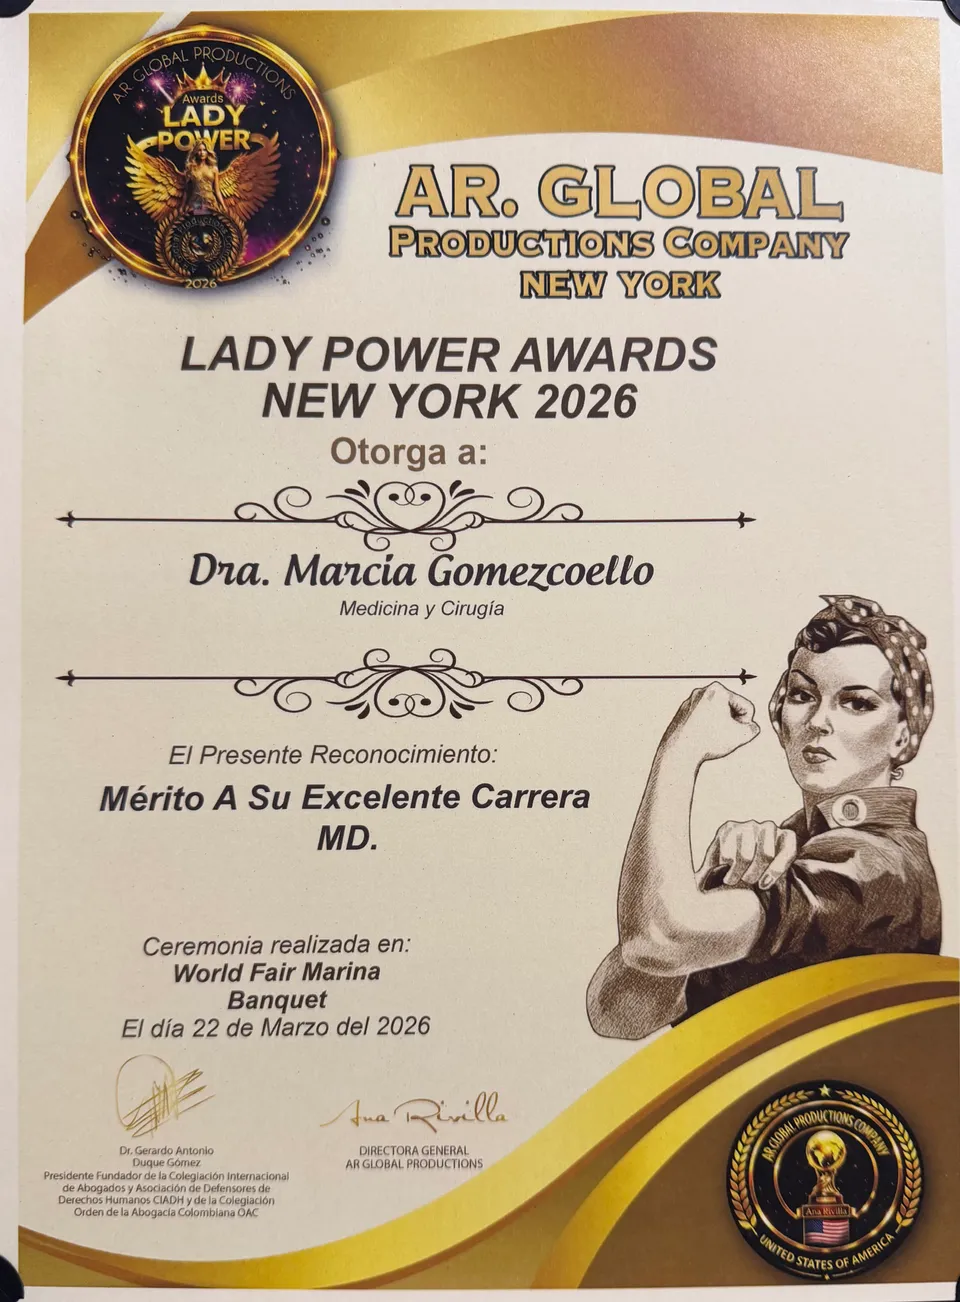 AR GLOBAL PRODUCTIONS
Awards
LADY
POWER
2026
AR. GLOBAL
PRODUCTIONS COMPANY
NEW YORK
LADY POWER AWARDS
NEW YORK 2026
Otorga a:
Dra. Marcia Gomezcoello
Medicina y Cirugía
El Presente Reconocimiento:
Mérito A Su Excelente Carrera
MD.
Ceremonia realizada en:
World Fair Marina
Banquet
El día 22 de Marzo del 2026
Dr. Gerardo Antonio
Duque Gómez
Presidente Fundador de la Colegiación Internacional
de Abogados y Asociación de Defensores de
Derechos Humanos CIADH y de la Colegiación
Orden de la Abogacía Colombiana OAC
Ana Rivilla
DIRECTORA GENERAL
AR GLOBAL PRODUCTIONS
AR GLOBAL PRODUCTIONS COMPANY
Ana Rivilla
UNITED STATES OF AMERICA